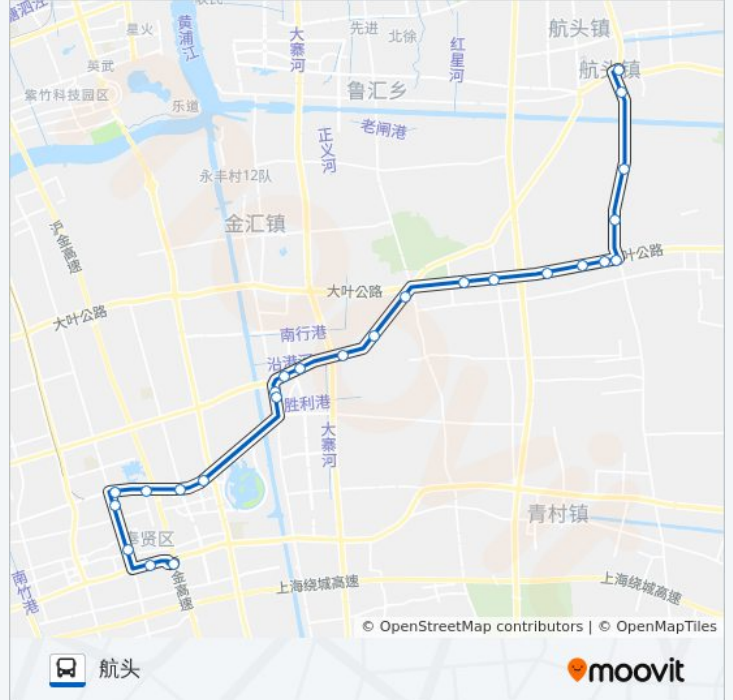 黄浦江
农民
星火
大寨河
先进
北徐
红星河
航头镇
航头镇
英武
紫竹科技园区
乐道
鲁汇乡
老闸港
正义河
永丰村12队
金汇镇
沪金高速
叶公路
大叶公路
大叶公路
南行港
沿港河
胜利港
大寨河
青村镇
奉贤区
南竹港
金高速
上海绕城高速
上海绕城高速
© OpenStreetMap contributors | © OpenMapTiles
航头
moovit